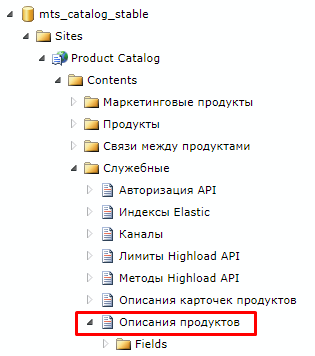 mts_catalog_stable
Sites
Product Catalog
Contents
Маркетинговые продукты
Продукты
Связи между продуктами
Служебные
Авторизация API
Индексы Elastic
Каналы
Лимиты Highload API
Методы Highload API
Описания карточек продуктов
Описания продуктов
Fields